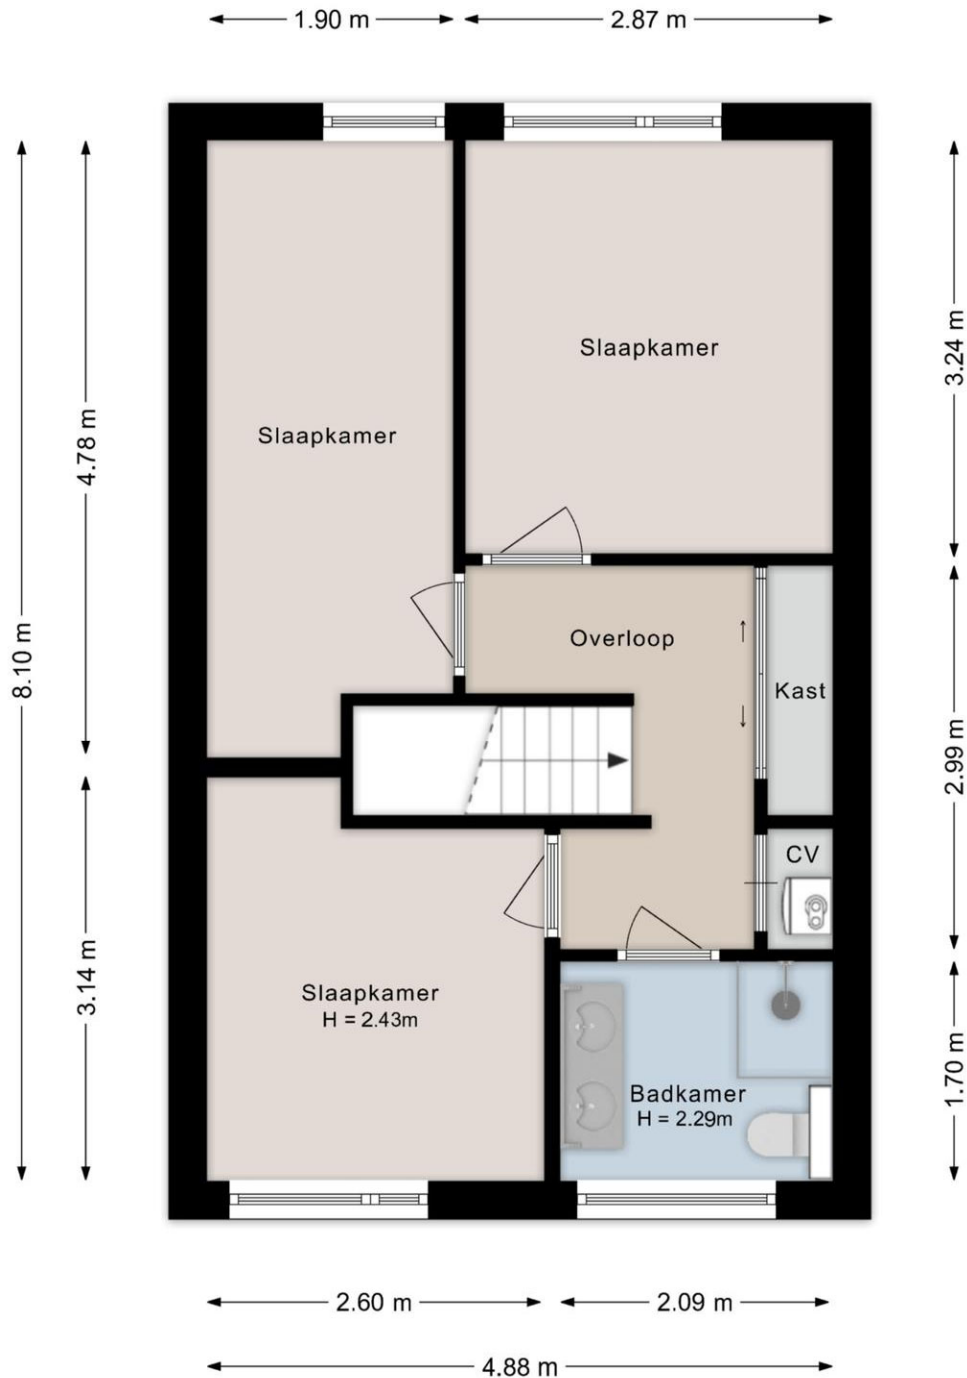 1.90 m
2.87 m
8.10 m
4.78 m
3.14 m
3.24 m
2.99 m
1.70 m
Slaapkamer
Slaapkamer
Overloop
Kast
CV
Slaapkamer
H = 2.43m
Badkamer
H = 2.29m
2.60 m
2.09 m
4.88 m